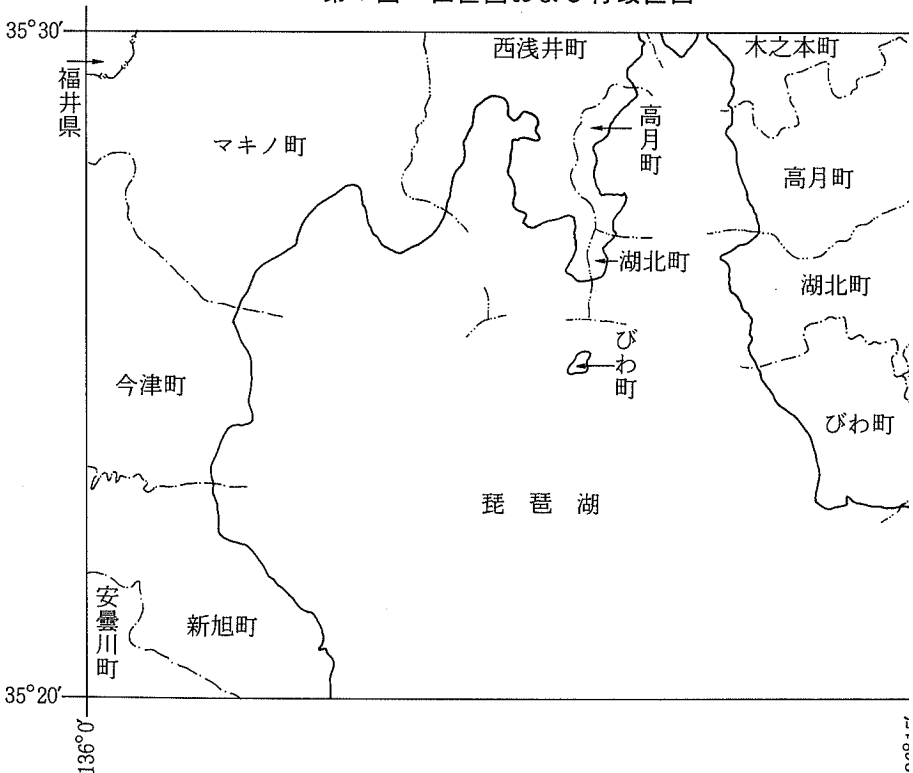 35°30′
西浅井町
木之本町
福井県
マキノ町
高月町
高月町
湖北町
湖北町
びわ町
今津町
びわ町
琵琶湖
安曇川町
新旭町
35°20′
136°0′